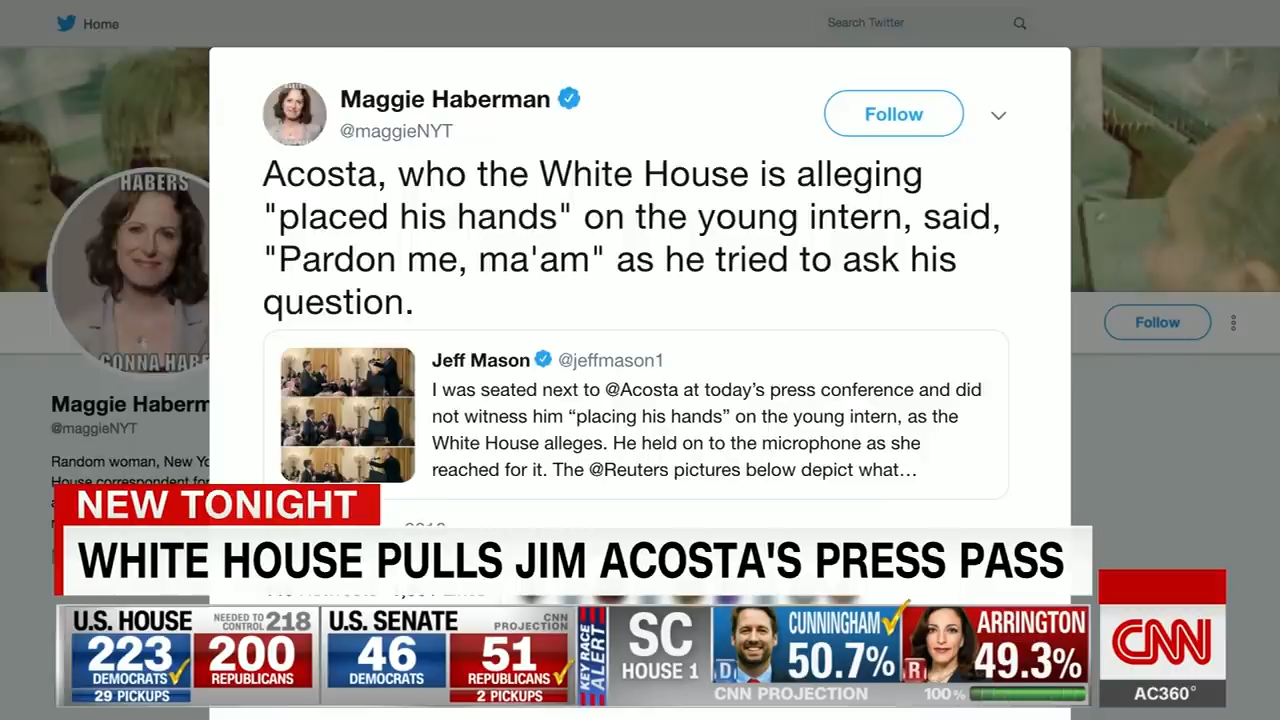 Home
Search Twitter
Maggie Haberman
@maggieNYT
Follow
Acosta, who the White House is alleging
"placed his hands" on the young intern, said,
"Pardon me, ma'am" as he tried to ask his
question.
Jeff Mason @jeffmason1
I was seated next to @Acosta at today's press conference and did
not witness him “placing his hands” on the young intern, as the
White House alleges. He held on to the microphone as she
reached for it. The @Reuters pictures below depict what...
HABERS
GONNA HABE
Follow
Maggie Haberm
@maggieNYT
Random woman, New Yo
House correspondent for
NEW TONIGHT
WHITE HOUSE PULLS JIM ACOSTA'S PRESS PASS
U.S. HOUSE NEEDED TO CONTROL 218
223 DEMOCRATS
29 PICKUPS
200 REPUBLICANS
U.S. SENATE CNN PROJECTION
46 DEMOCRATS
51 REPUBLICANS
2 PICKUPS
KEY RACE ALERT
SC
HOUSE 1
D CUNNINGHAM 50.7%
R ARRINGTON 49.3%
CNN PROJECTION
100%
CNN
AC360°